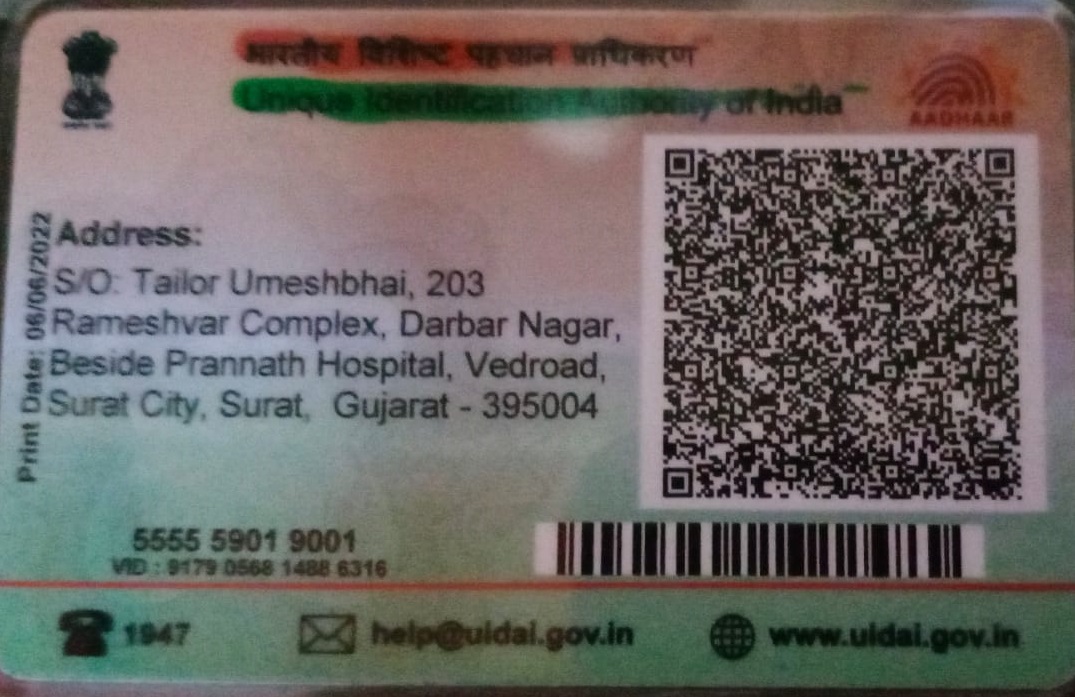 भारतीय विशिष्ट पहचान प्राधिकरण
Unique Identification Authority of India
AADHAAR
Print Date: 06/06/2022
Address:
S/O: Tailor Umeshbhai, 203
Rameshvar Complex, Darbar Nagar,
Beside Prannath Hospital, Vedroad,
Surat City, Surat, Gujarat - 395004
5555 5901 9001
VID : 9179 0568 1488 6316
1947
help@uidai.gov.in
www.uidai.gov.in